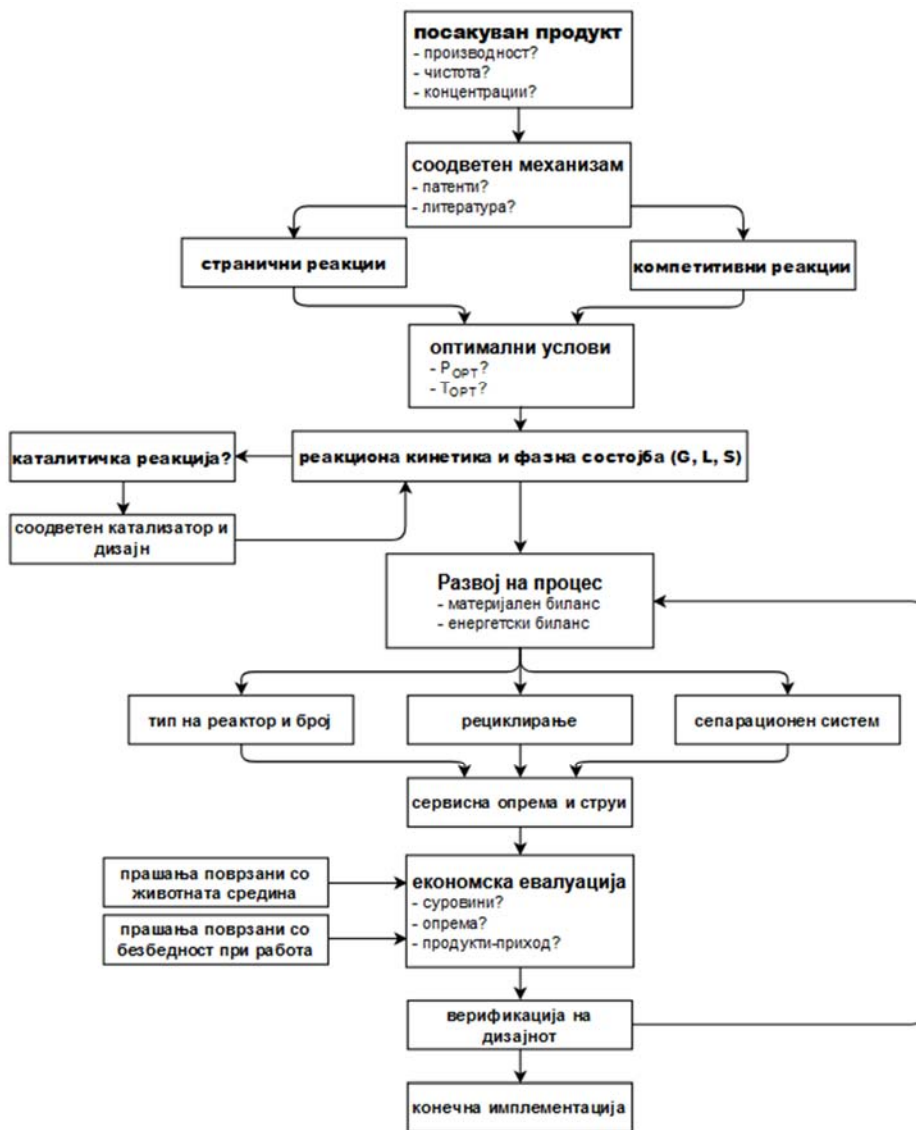 посакуван продукт
- производност?
- чистота?
- концентрации?
соодветен механизам
- патенти?
- литература?
странични реакции
компетитивни реакции
оптимални услови
- P_OPT?
- T_OPT?
каталитичка реакција?
реакциона кинетика и фазна состојба (G, L, S)
соодветен катализатор и
дизајн
Развој на процес
- материјален биланс
- енергетски биланс
тип на реактор и број
рециклирање
сепарационен систем
сервисна опрема и струи
прашања поврзани со
животната средина
прашања поврзани со
безбедност при работа
економска евалуација
- суровини?
- опрема?
- продукти-приход?
верификација на
дизајнот
конечна имплементација